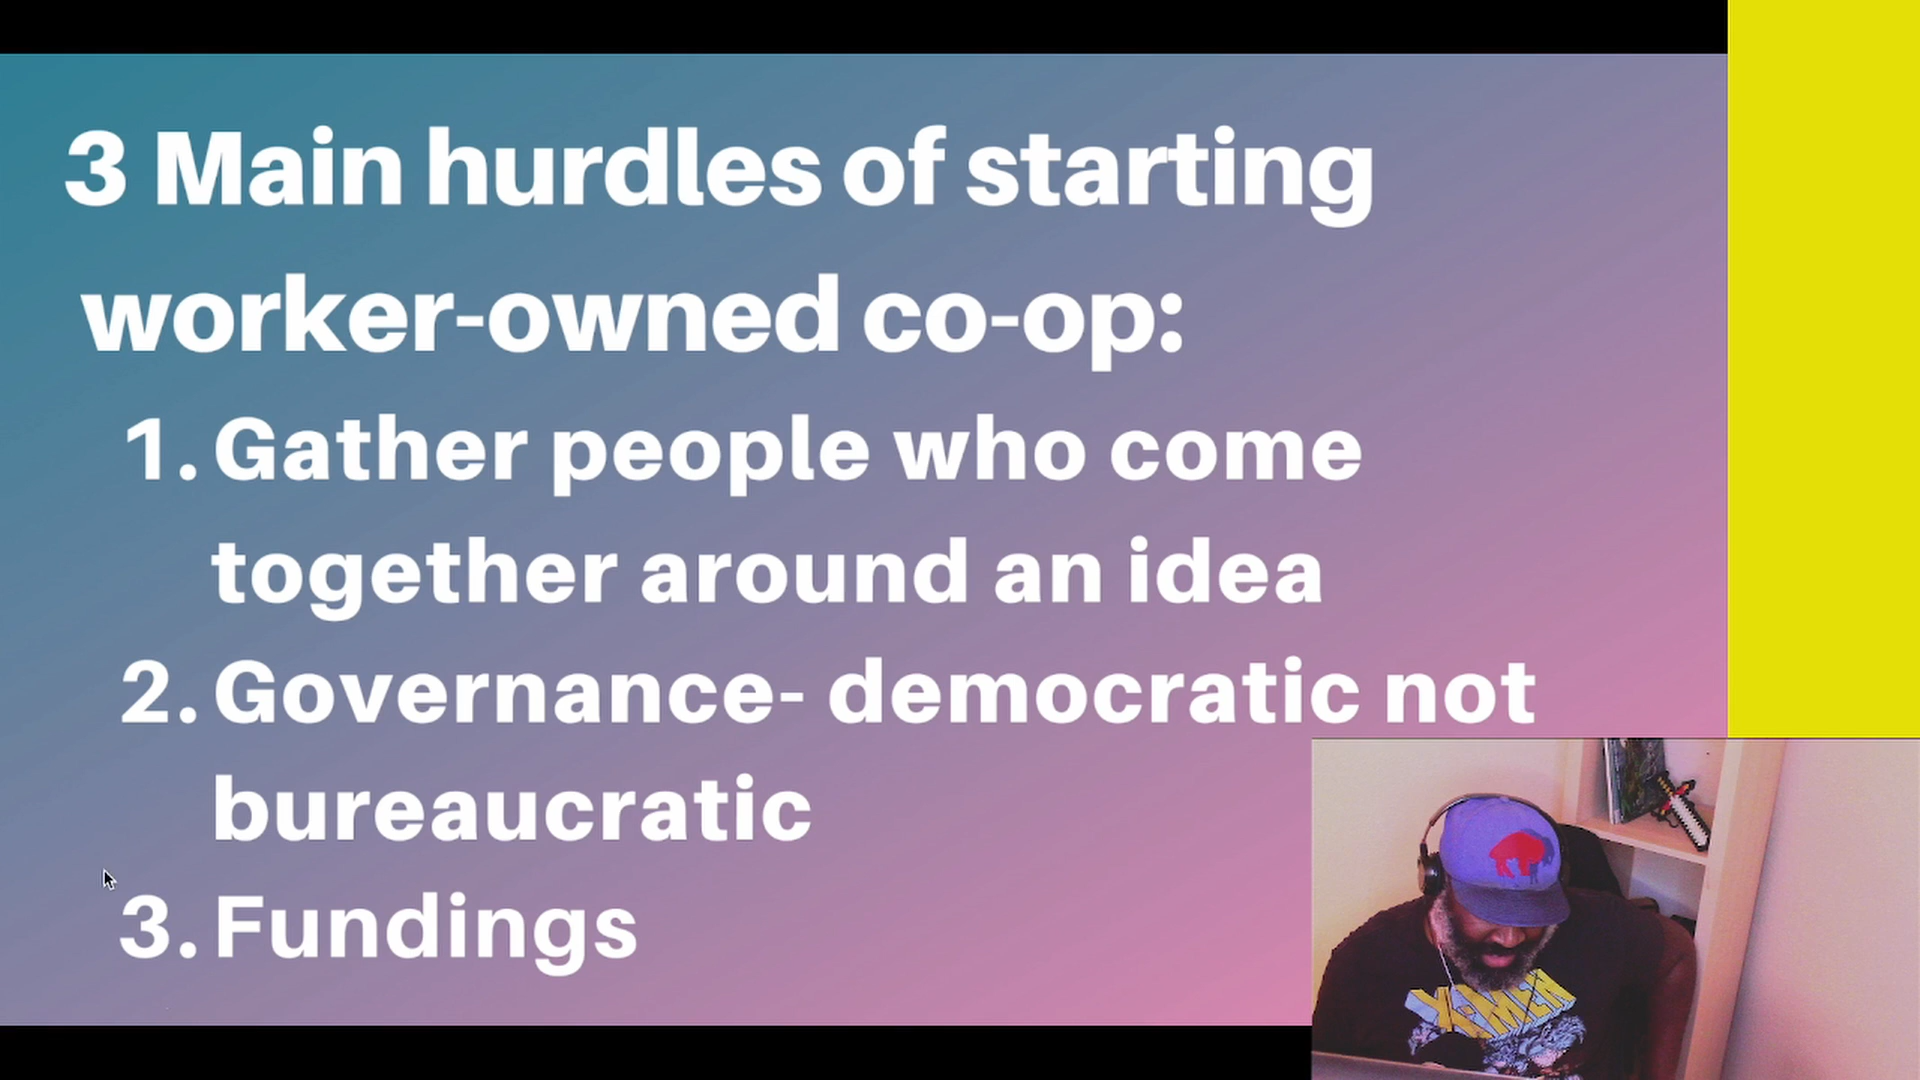 3 Main hurdles of starting
worker-owned co-op:
1. Gather people who come
together around an idea
2. Governance- democratic not
bureaucratic
3. Fundings
X-MEN